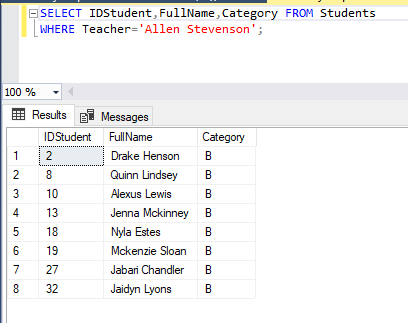 SELECT IDStudent,FullName,Category FROM Students
WHERE Teacher='Allen Stevenson';
100 %
Results Messages
IDStudent FullName Category
1 2 Drake Henson B
2 8 Quinn Lindsey B
3 10 Alexus Lewis B
4 13 Jenna Mckinney B
5 18 Nyla Estes B
6 19 Mckenzie Sloan B
7 27 Jabari Chandler B
8 32 Jaidyn Lyons B